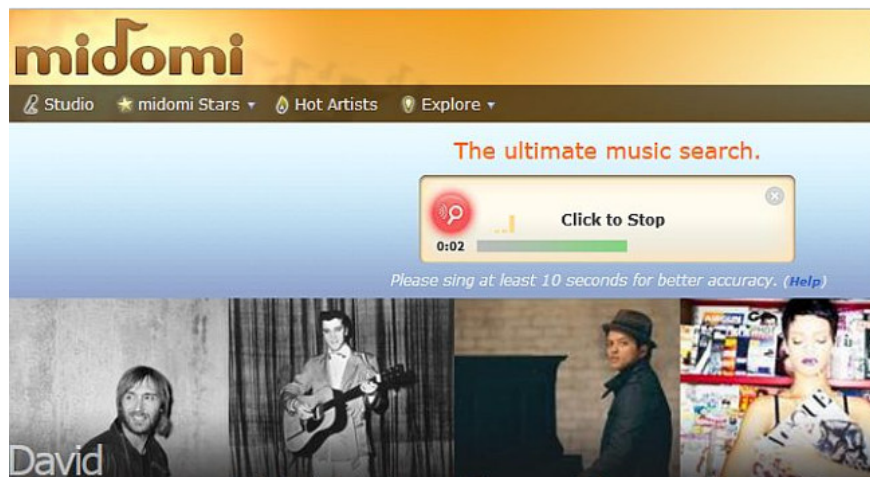 midomi
Studio midomi Stars Hot Artists Explore
The ultimate music search.
Click to Stop
0:02
Please sing at least 10 seconds for better accuracy. (Help)
VOGUE
David